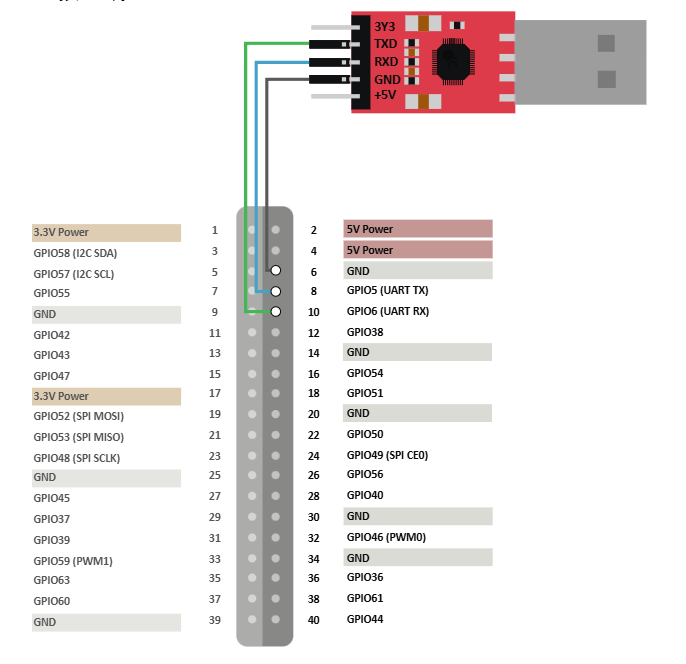 3Y3
TXD
RXD
GND
+5V
3.3V Power 1 2 5V Power
GPIO58 (I2C SDA) 3 4 5V Power
GPIO57 (I2C SCL) 5 6 GND
GPIO55 7 8 GPIO5 (UART TX)
GND 9 10 GPIO6 (UART RX)
GPIO42 11 12 GPIO38
GPIO43 13 14 GND
GPIO47 15 16 GPIO54
3.3V Power 17 18 GPIO51
GPIO52 (SPI MOSI) 19 20 GND
GPIO53 (SPI MISO) 21 22 GPIO50
GPIO48 (SPI SCLK) 23 24 GPIO49 (SPI CE0)
GND 25 26 GPIO56
GPIO45 27 28 GPIO40
GPIO37 29 30 GND
GPIO39 31 32 GPIO46 (PWM0)
GPIO59 (PWM1) 33 34 GND
GPIO63 35 36 GPIO36
GPIO60 37 38 GPIO61
GND 39 40 GPIO44